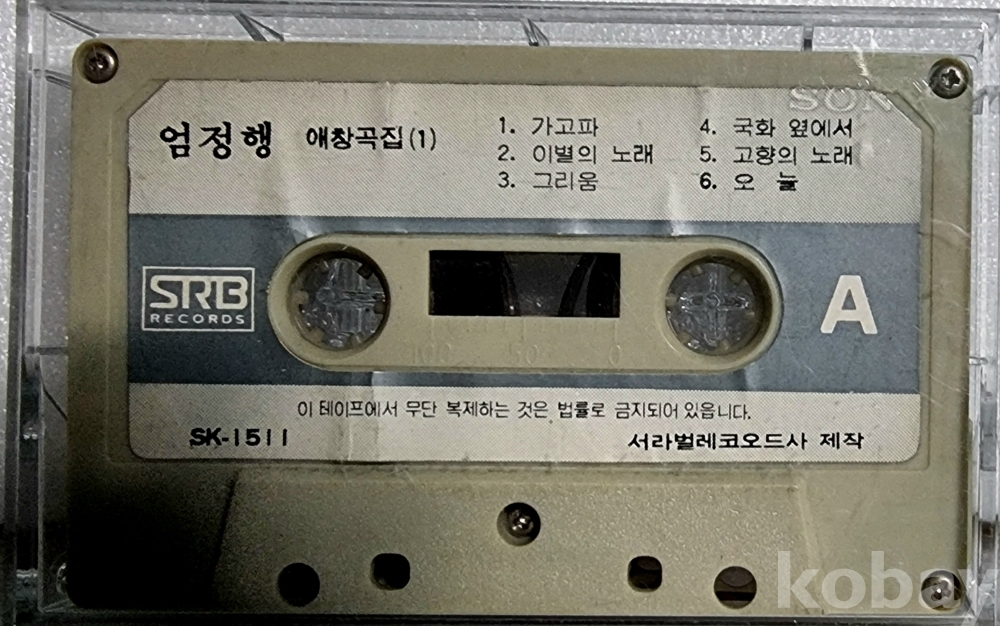 SON
엄정행 애창곡집(1)
1. 가고파
2. 이별의 노래
3. 그리움
4. 국화 옆에서
5. 고향의 노래
6. 오 늘
SRB
RECORDS
A
100 50 0
이 테이프에서 무단 복제하는 것은 법률로 금지되어 있읍니다.
SK-1511
서라벌레코오드사 제작
kobay